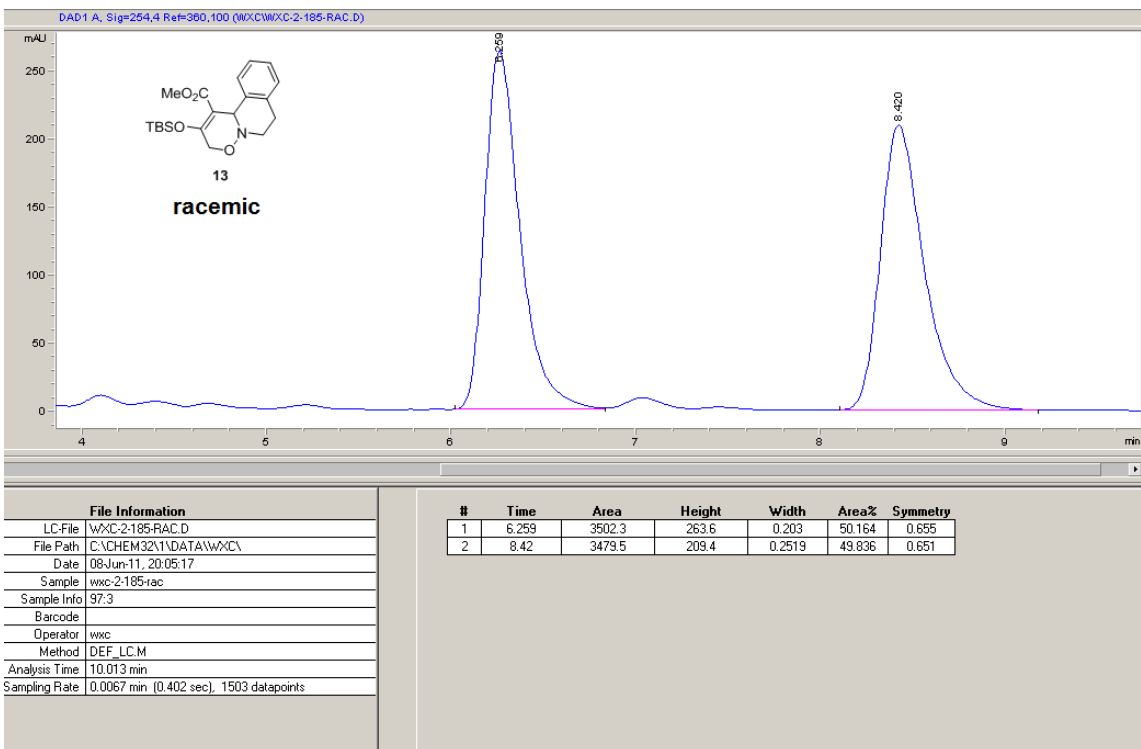 DAD1 A, Sig=254,4 Ref=360,100 (WXC\WXC-2-185-RAC.D)
mAU
250
200
150
100
50
0
6.259
8.420
MeO2C
TBSO
N
O
13
racemic
4 5 6 7 8 9 min
File Information
LC-File WXC-2-185-RAC.D
File Path C:\CHEM32\1\DATA\WXC\
Date 08-Jun-11, 20:05:17
Sample wxc-2-185-rac
Sample Info 97:3
Barcode
Operator wxc
Method DEF_LC.M
Analysis Time 10.013 min
Sampling Rate 0.0067 min (0.402 sec), 1503 datapoints
# Time Area Height Width Area% Symmetry
1 6.259 3502.3 263.6 0.203 50.164 0.655
2 8.42 3479.5 209.4 0.2519 49.836 0.651